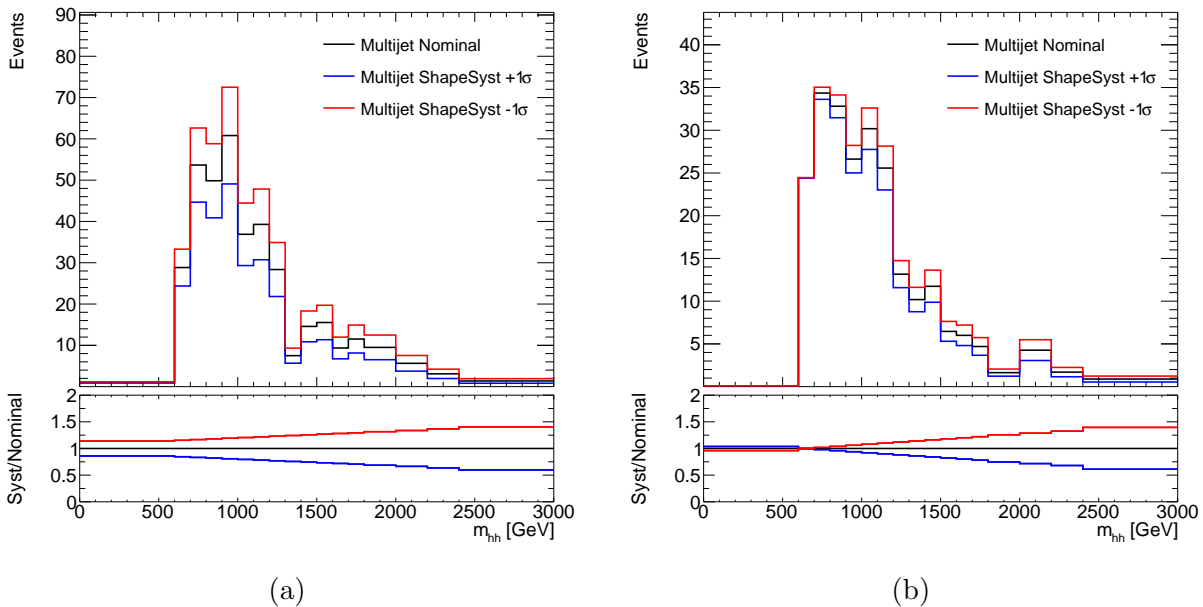 Events
90
80
70
60
50
40
30
20
10
Multijet Nominal
Multijet ShapeSyst +1σ
Multijet ShapeSyst -1σ
Syst/Nominal
2
1.5
1
0.5
0
0 500 1000 1500 2000 2500 3000
m_hh [GeV]
(a)
Events
40
35
30
25
20
15
10
5
Multijet Nominal
Multijet ShapeSyst +1σ
Multijet ShapeSyst -1σ
Syst/Nominal
2
1.5
1
0.5
0
0 500 1000 1500 2000 2500 3000
m_hh [GeV]
(b)